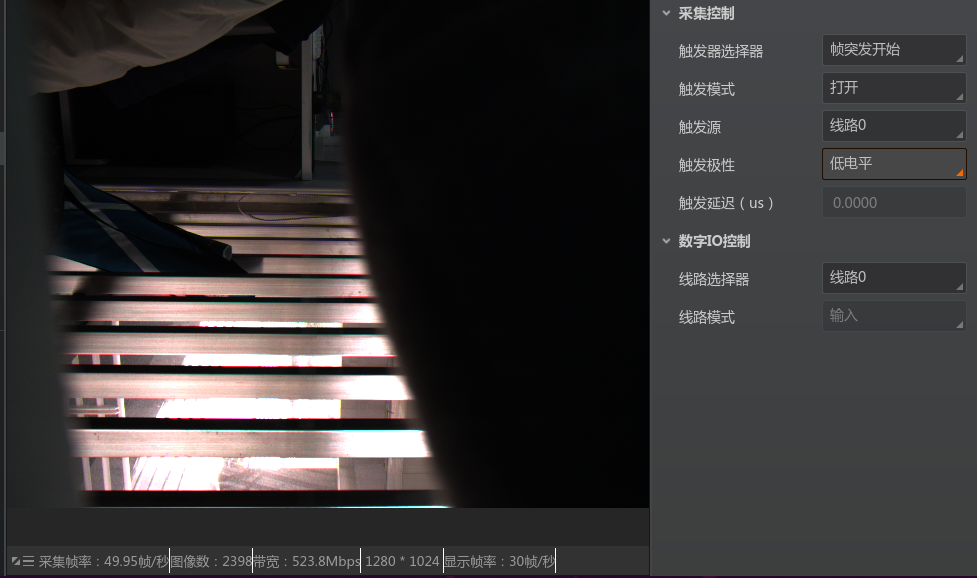 采集控制
触发器选择器 帧突发开始
触发模式 打开
触发源 线路0
触发极性 低电平
触发延迟（us） 0.0000
数字IO控制
线路选择器 线路0
线路模式 输入
采集帧率：49.95帧/秒 图像数：2398 带宽：523.8Mbps 1280 * 1024 显示帧率：30帧/秒